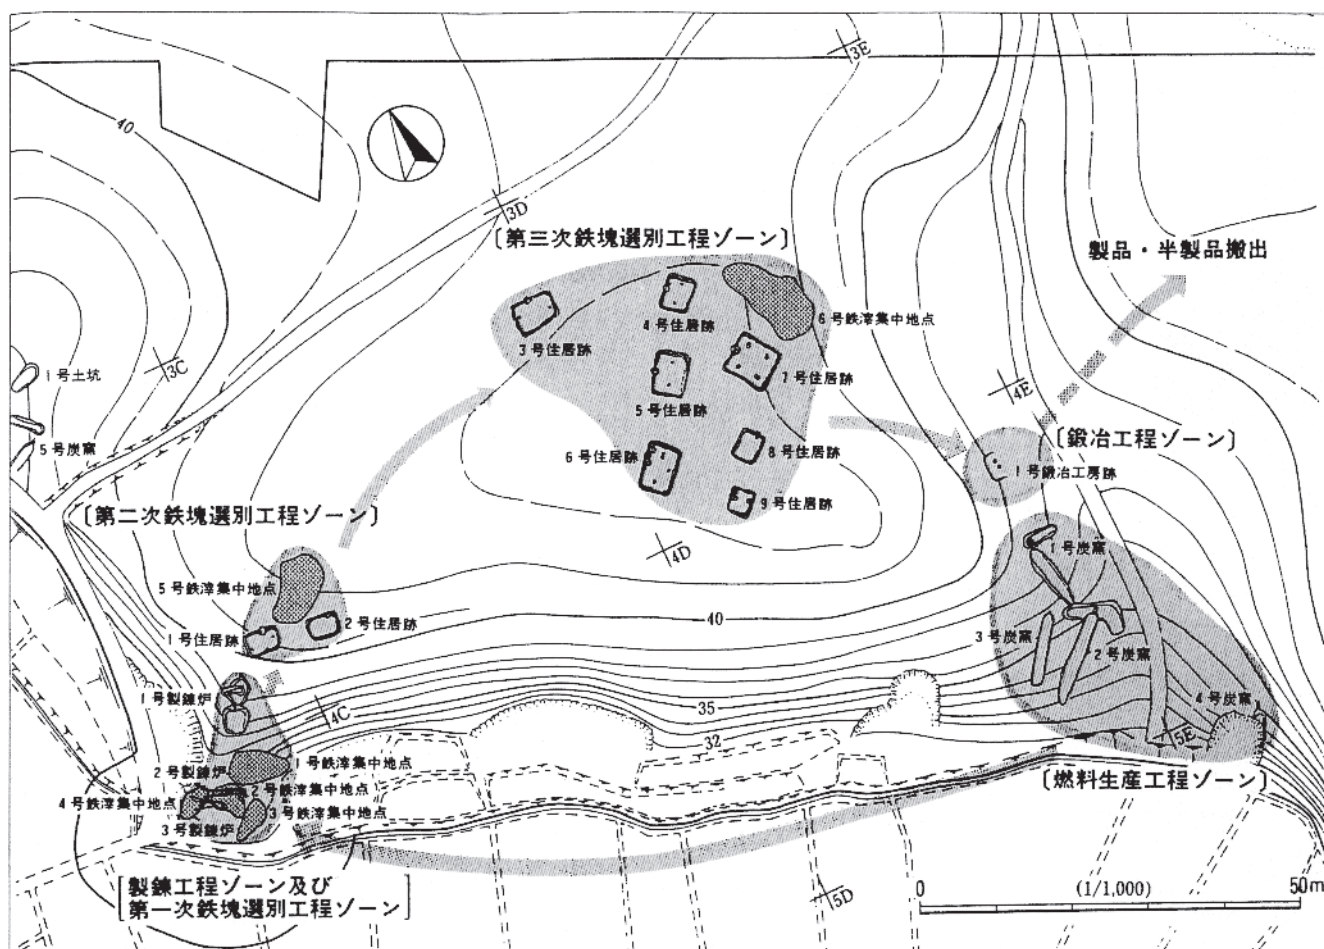 3E
40
3D
〔第三次鉄塊選別工程ゾーン〕
製品・半製品搬出
4号住居跡
6号鉄滓集中地点
3号住居跡
3C
1号土坑
7号住居跡
4E
5号住居跡
5号炭窯
〔鍛冶工程ゾーン〕
6号住居跡
8号住居跡
1号鍛冶工房跡
9号住居跡
〔第二次鉄塊選別工程ゾーン〕
4D
1号炭窯
5号鉄滓集中地点
40
2号住居跡
1号住居跡
3号炭窯
2号炭窯
1号製錬炉
4号炭窯
4C
35
32
5E
1号鉄滓集中地点
2号製錬炉
〔燃料生産工程ゾーン〕
2号鉄滓集中地点
4号鉄滓集中地点
3号鉄滓集中地点
3号製錬炉
製錬工程ゾーン及び
第一次鉄塊選別工程ゾーン
5D
0 (1/1,000) 50m